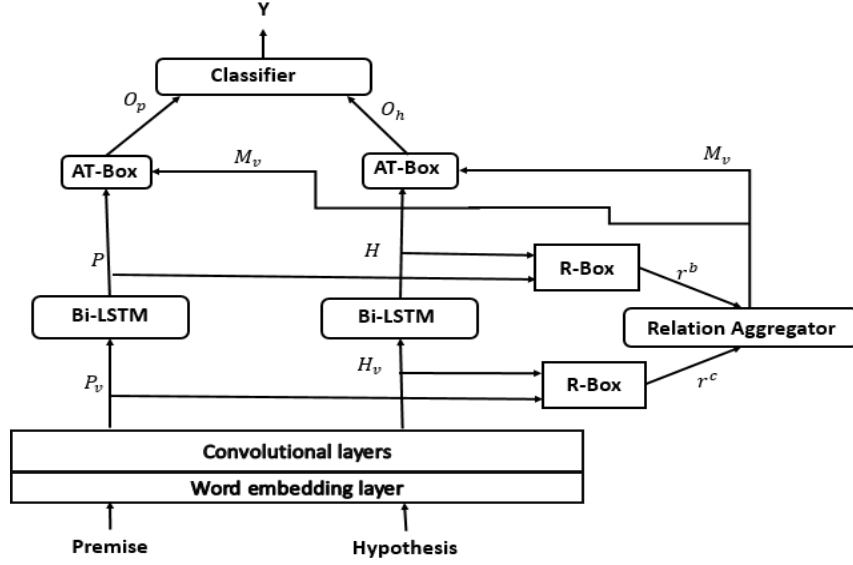 Y
Classifier
O_p
O_h
AT-Box
M_v
AT-Box
M_v
P
H
R-Box
r^b
Bi-LSTM
Bi-LSTM
Relation Aggregator
P_v
H_v
R-Box
r^c
Convolutional layers
Word embedding layer
Premise
Hypothesis